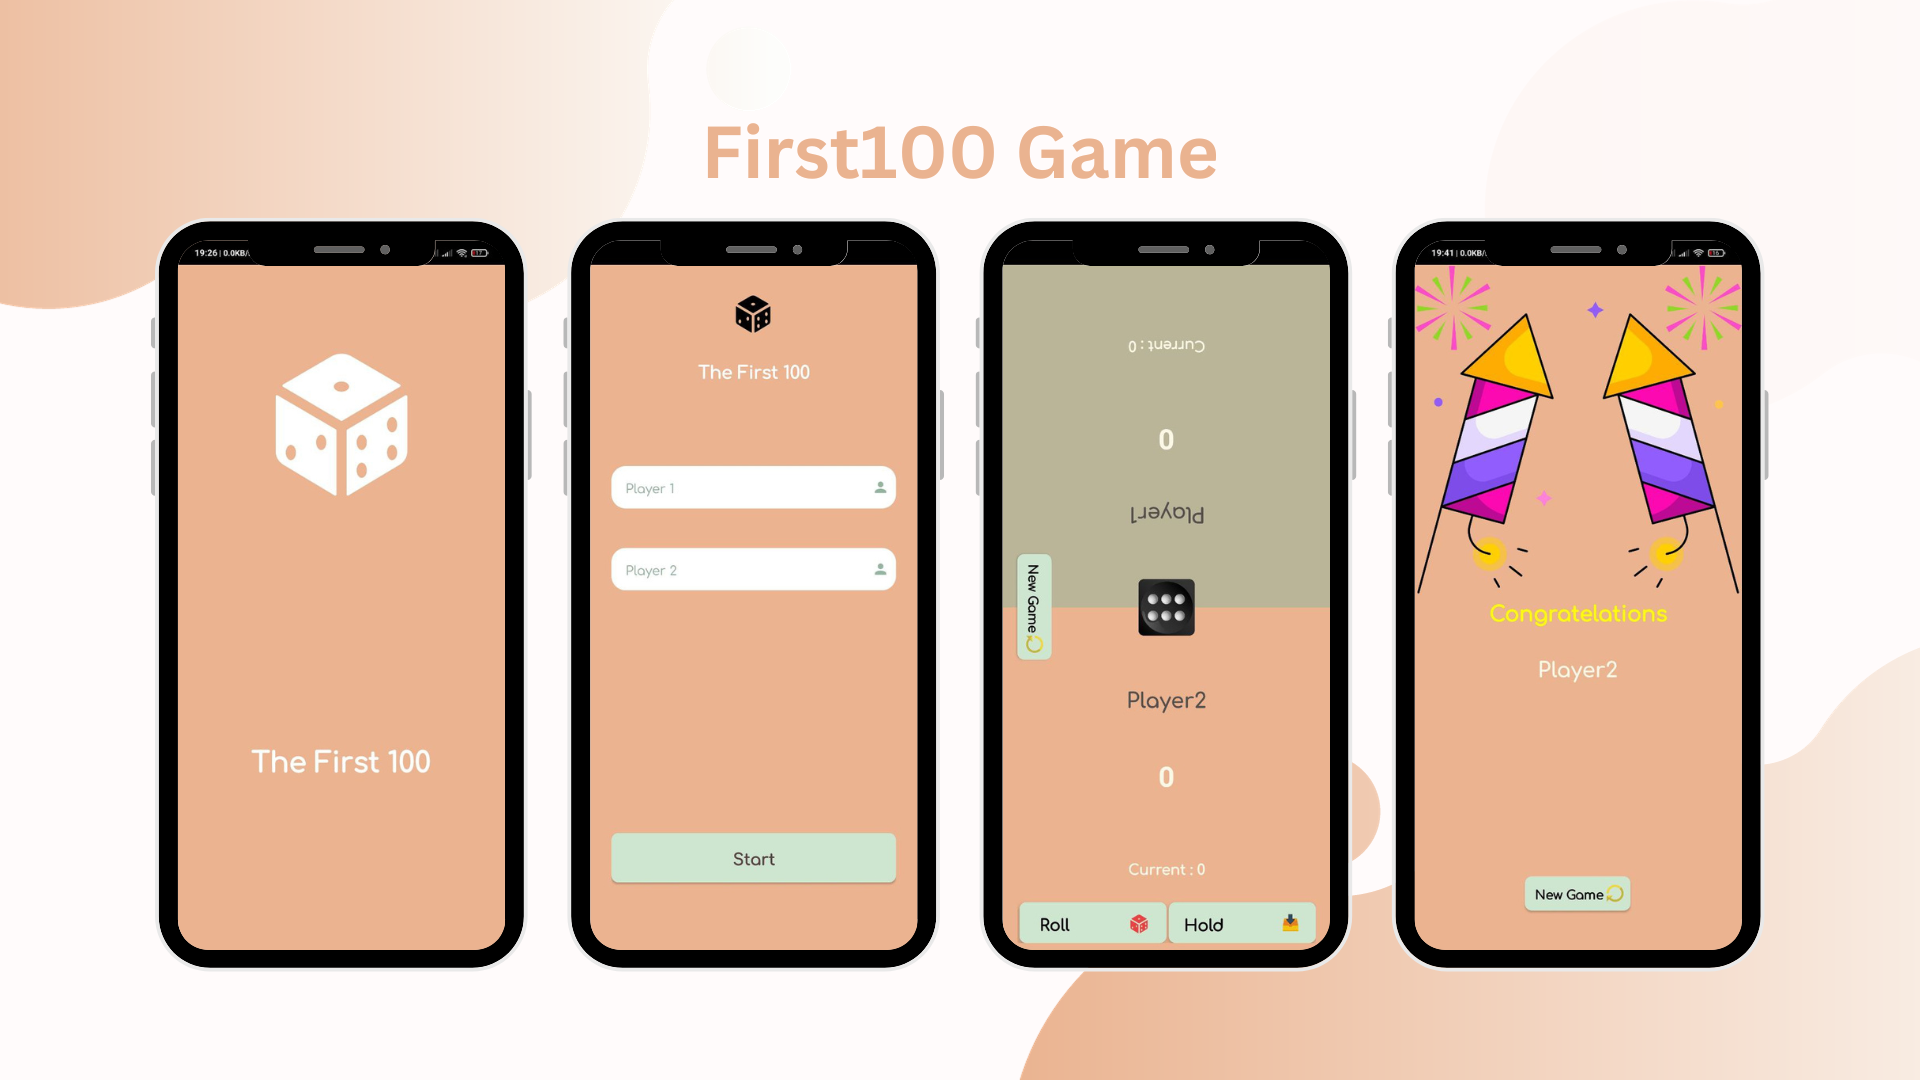 First100 Game
19:26 | 0.0KB/
17
The First 100
The First 100
Player 1
Player 2
Start
Current : 0
0
Player1
New Game
Player2
0
Current : 0
Roll
Hold
19:41 | 0.0KB/
Congratelations
Player2
New Game